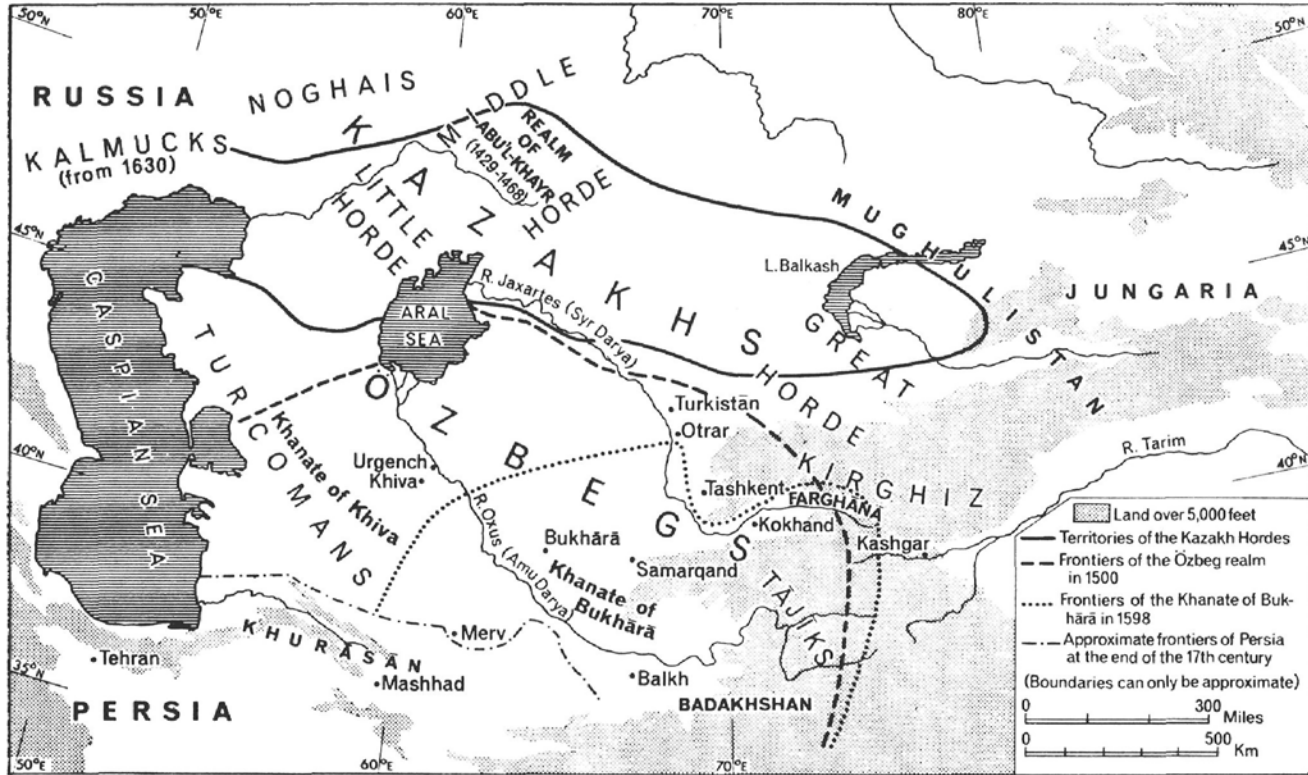 50°N
50°E
60°E
70°E
80°E
50°N
RUSSIA
NOGHAIS
KALMUCKS
(from 1630)
MIDDLE
HORDE
REALM
OF
ABU'L-KHAYR
(1429-1468)
LITTLE
HORDE
KAZAKHS
MUGHULISTAN
45°N
45°N
L.Balkash
JUNGARIA
GREAT
HORDE
CASPIAN SEA
ARAL
SEA
R. Jaxartes (Syr Darya)
TURCOMANS
ÖZBEGS
Khanate of Khiva
Turkistān
Otrar
KIRGHIZ
R. Tarim
40°N
40°N
Urgench
Khiva
R. Oxus (Amu Darya)
Tashkent
FARGHANA
Kokhand
Kashgar
Bukhārā
Samarqand
Khanate of
Bukhārā
TĀJĪKS
KHURĀSĀN
Merv
Tehran
Mashhad
Balkh
BADAKHSHAN
35°N
PERSIA
50°E
60°E
70°E
Land over 5,000 feet
Territories of the Kazakh Hordes
Frontiers of the Özbeg realm
in 1500
Frontiers of the Khanate of Buk-
hārā in 1598
Approximate frontiers of Persia
at the end of the 17th century
(Boundaries can only be approximate)
0 300 Miles
0 500 Km